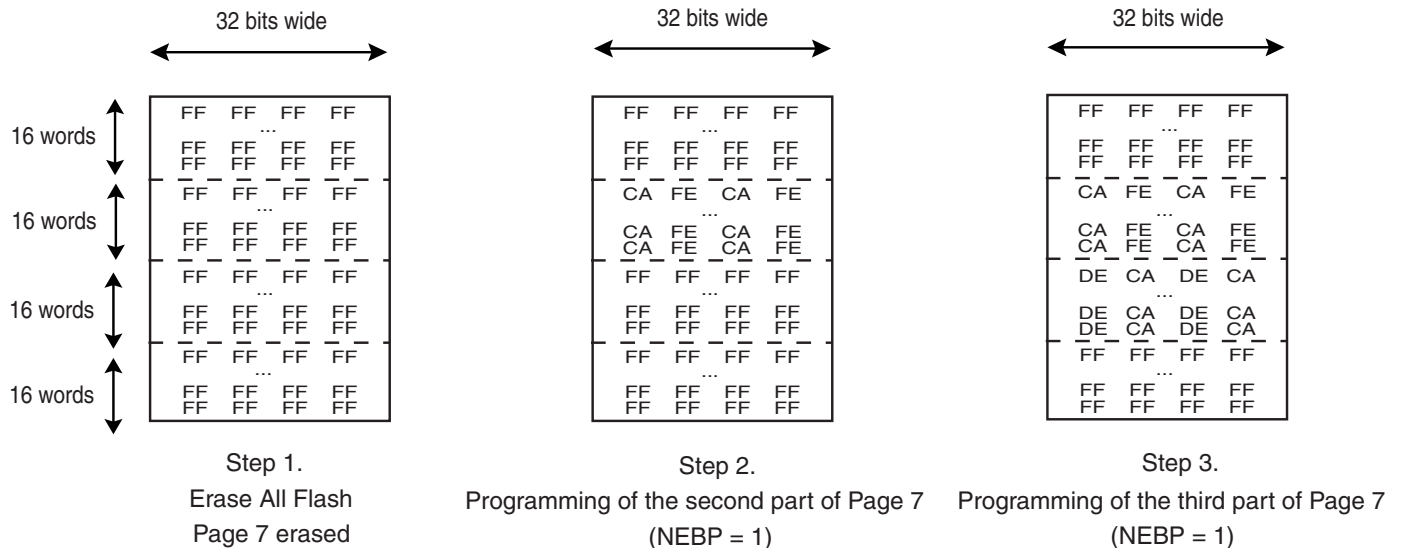 32 bits wide
32 bits wide
32 bits wide
16 words
16 words
16 words
16 words
FF FF FF FF
...
FF FF FF FF
FF FF FF FF
FF FF FF FF
...
FF FF FF FF
FF FF FF FF
FF FF FF FF
...
FF FF FF FF
FF FF FF FF
FF FF FF FF
...
FF FF FF FF
FF FF FF FF
Step 1.
Erase All Flash
Page 7 erased
FF FF FF FF
...
FF FF FF FF
FF FF FF FF
CA FE CA FE
...
CA FE CA FE
CA FE CA FE
FF FF FF FF
...
FF FF FF FF
FF FF FF FF
FF FF FF FF
...
FF FF FF FF
FF FF FF FF
Step 2.
Programming of the second part of Page 7
(NEBP = 1)
FF FF FF FF
...
FF FF FF FF
FF FF FF FF
CA FE CA FE
...
CA FE CA FE
CA FE CA FE
DE CA DE CA
...
DE CA DE CA
DE CA DE CA
FF FF FF FF
...
FF FF FF FF
FF FF FF FF
Step 3.
Programming of the third part of Page 7
(NEBP = 1)